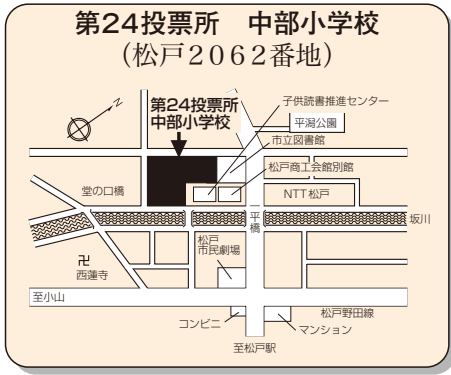 第24投票所　中部小学校
（松戸２０６２番地）
N
第24投票所
中部小学校
子供読書推進センター
平潟公園
市立図書館
松戸商工会館別館
堂の口橋
NTT松戸
平橋
坂川
松戸
市民劇場
卍
西蓮寺
至小山
松戸野田線
コンビニ
マンション
至松戸駅